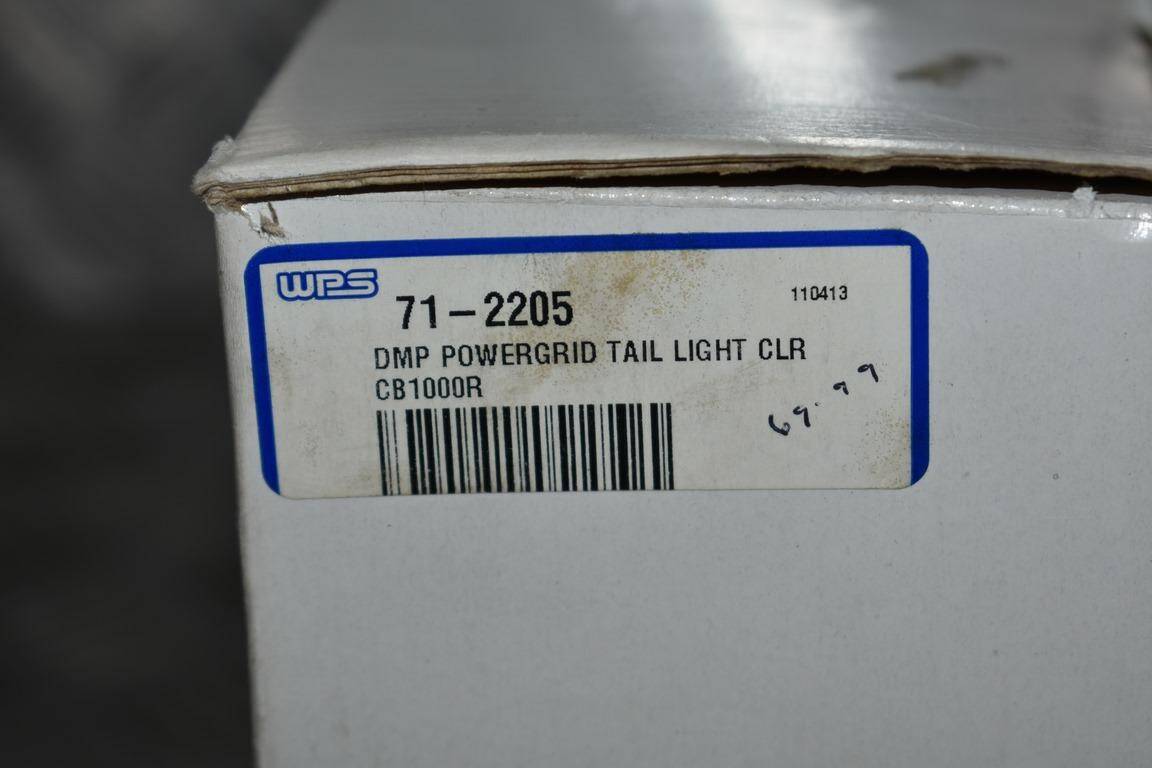 WPS
71-2205
110413
DMP POWERGRID TAIL LIGHT CLR
CB1000R
69.99